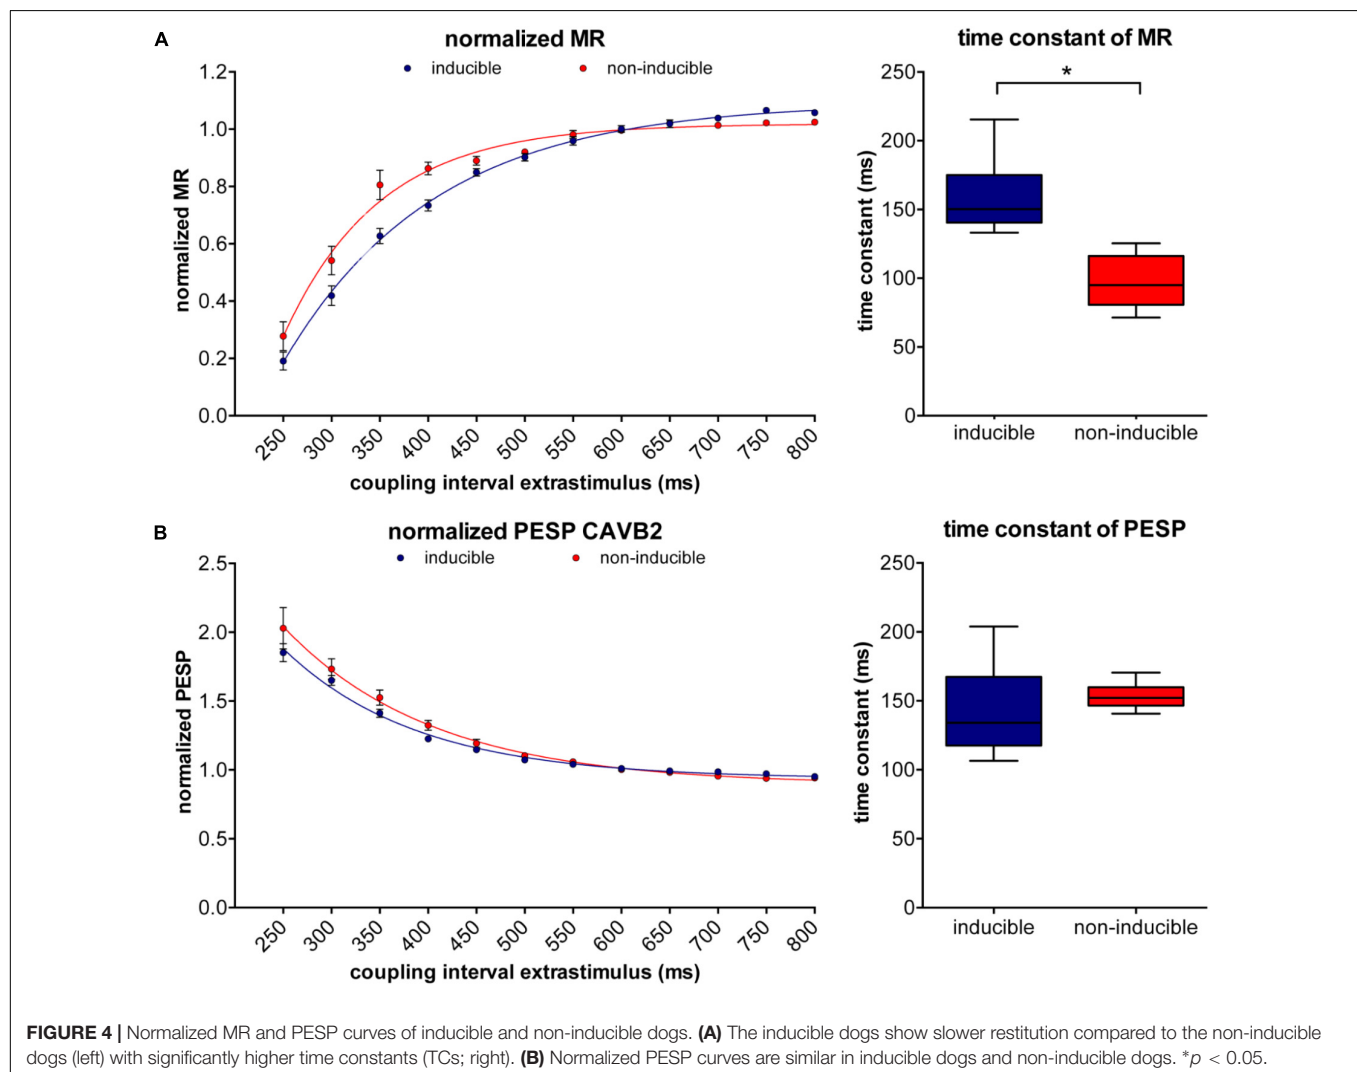 A
normalized MR
inducible non-inducible
1.2
1.0
0.8
0.6
0.4
0.2
0.0
normalized MR
250 300 350 400 450 500 550 600 650 700 750 800
coupling interval extrastimulus (ms)
time constant of MR
*
250
200
150
100
50
0
time constant (ms)
inducible non-inducible
B
normalized PESP CAVB2
inducible non-inducible
2.5
2.0
1.5
1.0
0.5
0.0
normalized PESP
250 300 350 400 450 500 550 600 650 700 750 800
coupling interval extrastimulus (ms)
time constant of PESP
250
200
150
100
50
0
time constant (ms)
inducible non-inducible
FIGURE 4 | Normalized MR and PESP curves of inducible and non-inducible dogs. (A) The inducible dogs show slower restitution compared to the non-inducible
dogs (left) with significantly higher time constants (TCs; right). (B) Normalized PESP curves are similar in inducible dogs and non-inducible dogs. *p < 0.05.